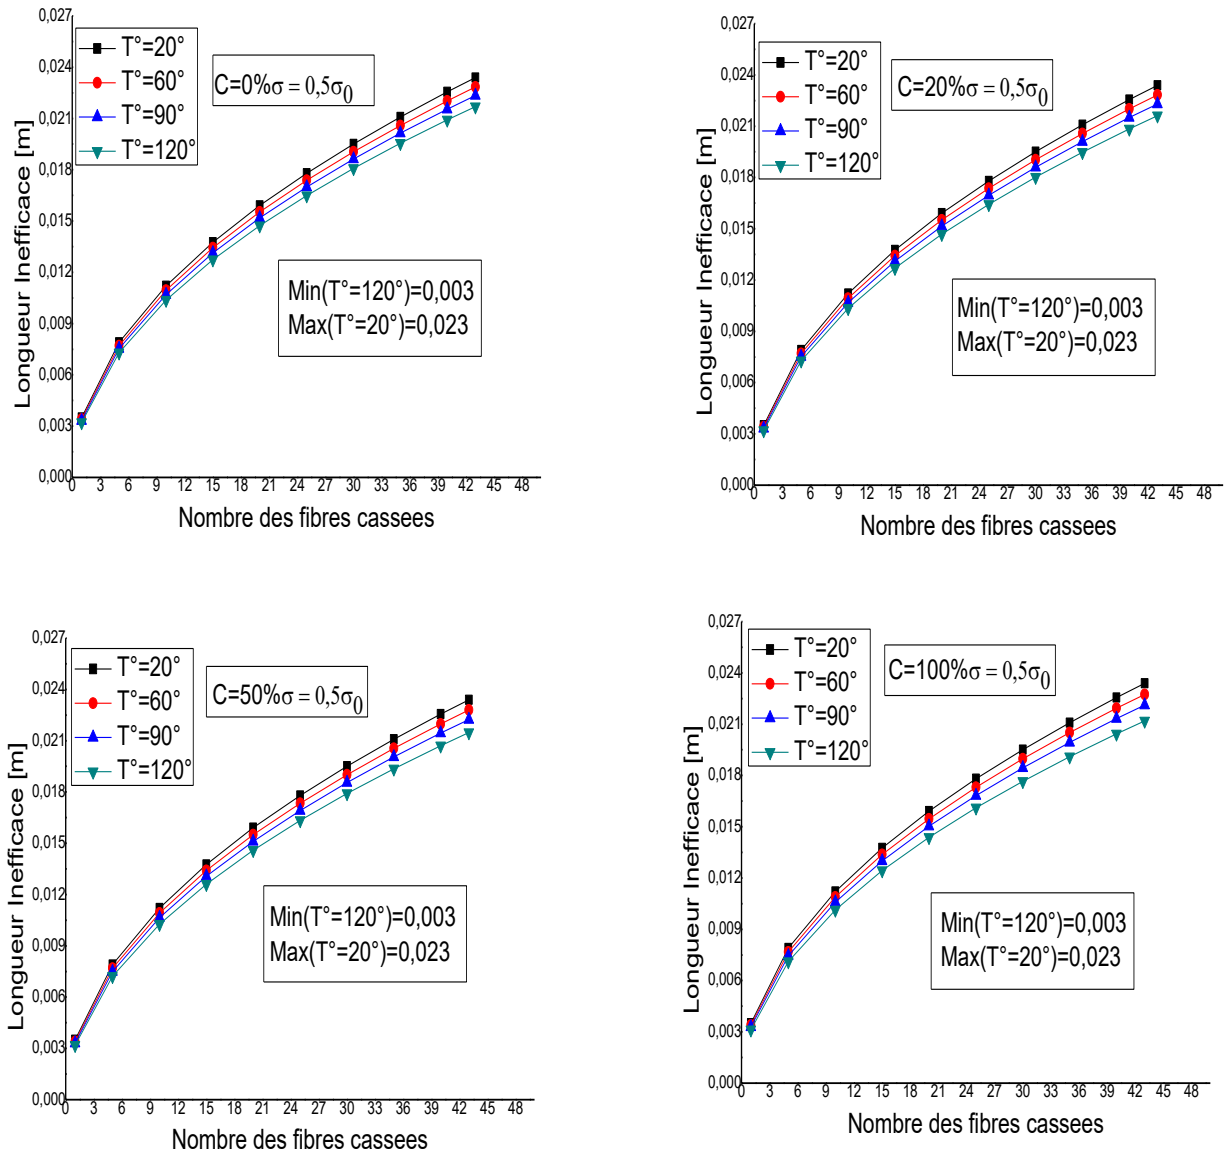 0,027
0,024
0,021
0,018
0,015
0,012
0,009
0,006
0,003
0,000
Longueur Inefficace [m]
T°=20°
T°=60°
T°=90°
T°=120°
C=0%σ = 0,5σ0
Min(T°=120°)=0,003
Max(T°=20°)=0,023
0 3 6 9 12 15 18 21 24 27 30 33 36 39 42 45 48
Nombre des fibres cassees
0,027
0,024
0,021
0,018
0,015
0,012
0,009
0,006
0,003
0,000
Longueur Inefficace [m]
T°=20°
T°=60°
T°=90°
T°=120°
C=20%σ = 0,5σ0
Min(T°=120°)=0,003
Max(T°=20°)=0,023
0 3 6 9 12 15 18 21 24 27 30 33 36 39 42 45 48
Nombre des fibres cassees
0,027
0,024
0,021
0,018
0,015
0,012
0,009
0,006
0,003
0,000
Longueur Inefficace [m]
T°=20°
T°=60°
T°=90°
T°=120°
C=50%σ = 0,5σ0
Min(T°=120°)=0,003
Max(T°=20°)=0,023
0 3 6 9 12 15 18 21 24 27 30 33 36 39 42 45 48
Nombre des fibres cassees
0,027
0,024
0,021
0,018
0,015
0,012
0,009
0,006
0,003
0,000
Longueur Inefficace [m]
T°=20°
T°=60°
T°=90°
T°=120°
C=100%σ = 0,5σ0
Min(T°=120°)=0,003
Max(T°=20°)=0,023
0 3 6 9 12 15 18 21 24 27 30 33 36 39 42 45 48
Nombre des fibres cassees